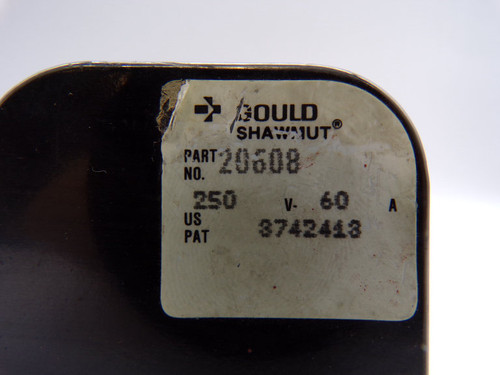 GOULD
SHAWMUT®
PART NO. 20608
250 V- 60 A
US PAT 3742413